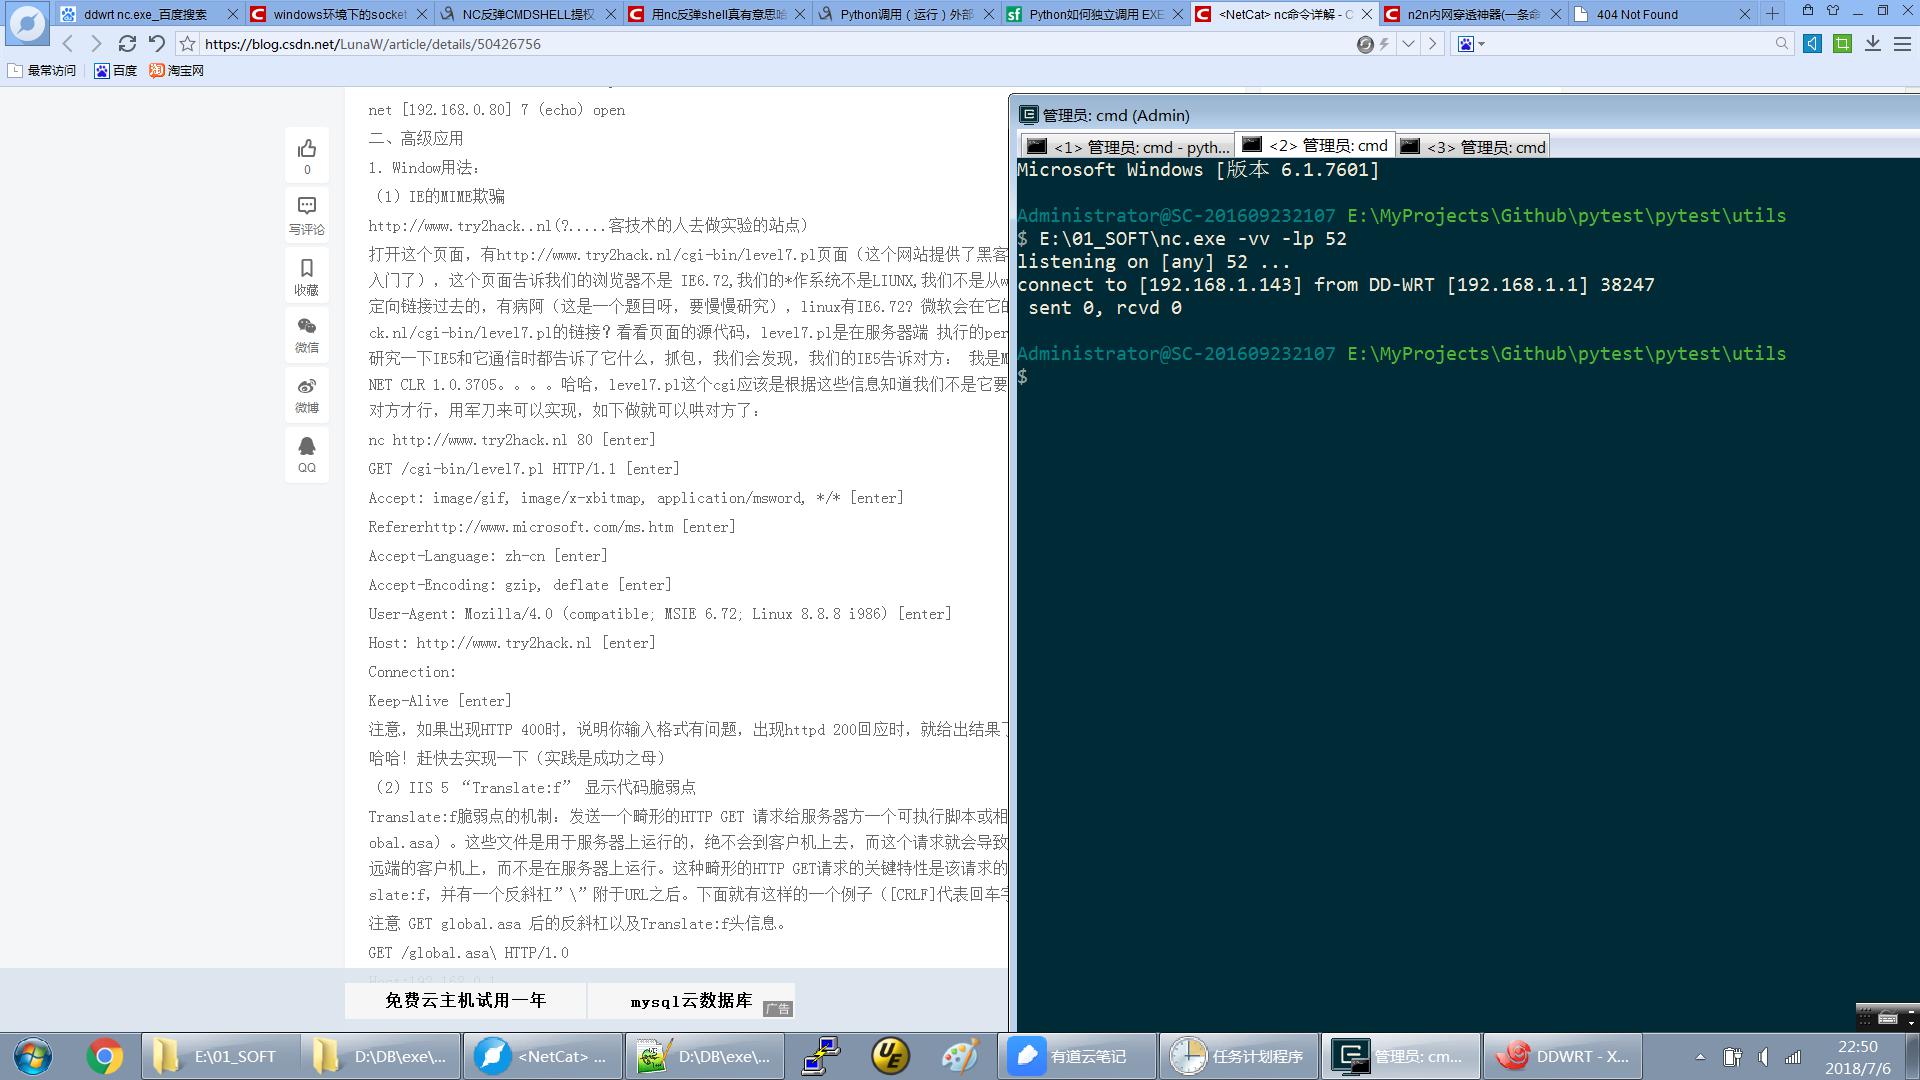 ddwrt nc.exe_百度搜索
windows环境下的socket
NC反弹CMDSHELL提权
用nc反弹shell真有意思哈
Python调用（运行）外部
Python如何独立调用 EXE
<NetCat> nc命令详解 - C
n2n内网穿透神器(一条命
404 Not Found
https://blog.csdn.net/LunaW/article/details/50426756
最常访问
百度
淘宝网
0
写评论
收藏
微信
微博
QQ
net [192.168.0.80] 7 (echo) open
二、高级应用
1. Window用法：
（1）IE的MIME欺骗
http://www.try2hack..nl(?.....客技术的人去做实验的站点)
打开这个页面，有http://www.try2hack.nl/cgi-bin/level7.pl页面（这个网站提供了黑客
入门了），这个页面告诉我们的浏览器不是 IE6.72,我们的*作系统不是LIUNX,我们不是从w
定向链接过去的，有病阿（这是一个题目呀，要慢慢研究），linux有IE6.72？微软会在它的
ck.nl/cgi-bin/level7.pl的链接？看看页面的源代码，level7.pl是在服务器端 执行的per
研究一下IE5和它通信时都告诉了它什么，抓包，我们会发现，我们的IE5告诉对方： 我是M
NET CLR 1.0.3705。。。。哈哈，level7.pl这个cgi应该是根据这些信息知道我们不是它要
对方才行，用军刀来可以实现，如下做就可以哄对方了：
nc http://www.try2hack.nl 80 [enter]
GET /cgi-bin/level7.pl HTTP/1.1 [enter]
Accept: image/gif, image/x-xbitmap, application/msword, */* [enter]
Refererhttp://www.microsoft.com/ms.htm [enter]
Accept-Language: zh-cn [enter]
Accept-Encoding: gzip, deflate [enter]
User-Agent: Mozilla/4.0 (compatible; MSIE 6.72; Linux 8.8.8 i986) [enter]
Host: http://www.try2hack.nl [enter]
Connection:
Keep-Alive [enter]
注意，如果出现HTTP 400时，说明你输入格式有问题，出现httpd 200回应时，就给出结果了
哈哈！赶快去实现一下（实践是成功之母）
（2）IIS 5 “Translate:f” 显示代码脆弱点
Translate:f脆弱点的机制：发送一个畸形的HTTP GET 请求给服务器方一个可执行脚本或相
obal.asa）。这些文件是用于服务器上运行的，绝不会到客户机上去，而这个请求就会导致
远端的客户机上，而不是在服务器上运行。这种畸形的HTTP GET请求的关键特性是该请求的
slate:f，并有一个反斜杠”\”附于URL之后。下面就有这样的一个例子（[CRLF]代表回车字
注意 GET global.asa 后的反斜杠以及Translate:f头信息。
GET /global.asa\ HTTP/1.0
Host:192.168.0.1
免费云主机试用一年
mysql云数据库
广告
管理员: cmd (Admin)
<1> 管理员: cmd - pyth...
<2> 管理员: cmd
<3> 管理员: cmd
Microsoft Windows [版本 6.1.7601]
Administrator@SC-201609232107 E:\MyProjects\Github\pytest\pytest\utils
$ E:\01_SOFT\nc.exe -vv -lp 52
listening on [any] 52 ...
connect to [192.168.1.143] from DD-WRT [192.168.1.1] 38247
sent 0, rcvd 0
Administrator@SC-201609232107 E:\MyProjects\Github\pytest\pytest\utils
$
E:\01_SOFT
D:\DB\exe\...
<NetCat> ...
D:\DB\exe\...
UE
有道云笔记
任务计划程序
管理员: cm...
DDWRT - X...
22:50
2018/7/6